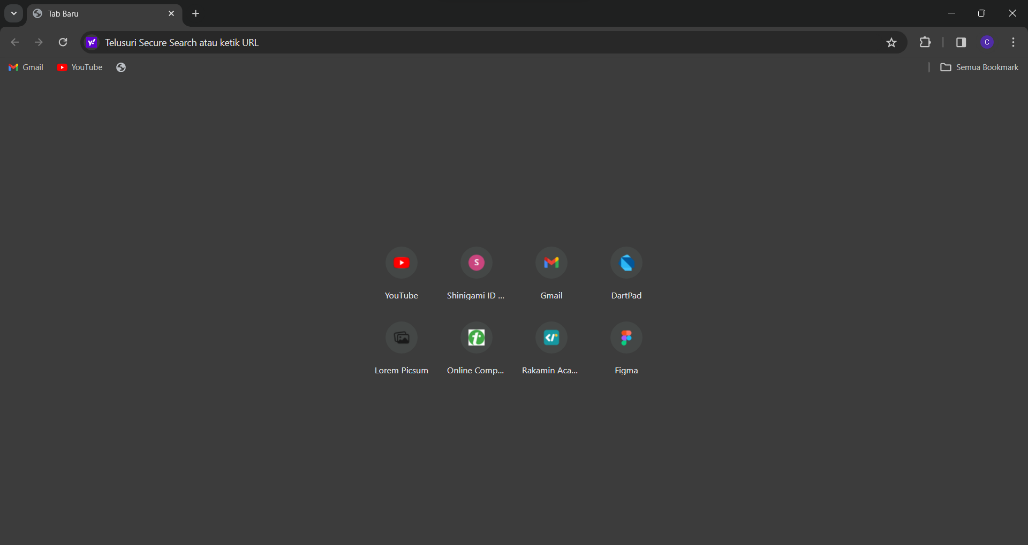 Tab Baru
y!
Telusuri Secure Search atau ketik URL
C
Gmail
YouTube
Semua Bookmark
S
YouTube
Shinigami ID ...
Gmail
DartPad
Lorem Picsum
Online Comp...
Rakamin Aca...
Figma